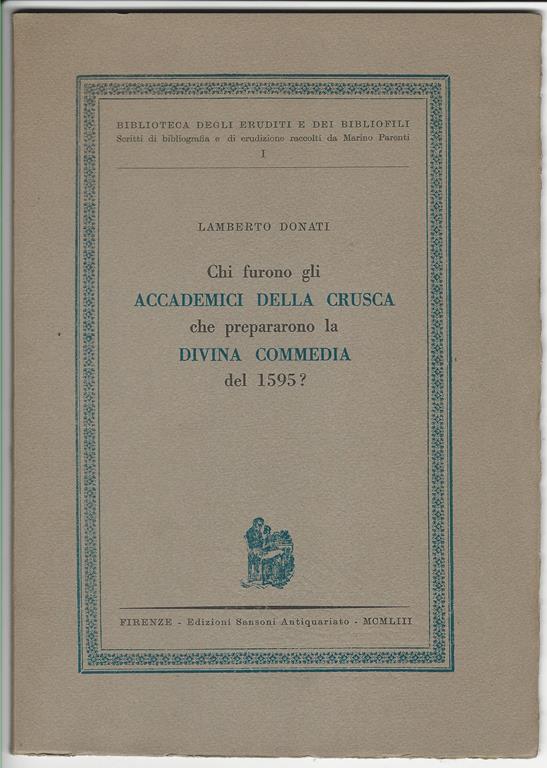 BIBLIOTECA DEGLI ERUDITI E DEI BIBLIOFILI
Scritti di bibliografia e di erudizione raccolti da Marino Parenti
I
LAMBERTO DONATI
Chi furono gli
ACCADEMICI DELLA CRUSCA
che prepararono la
DIVINA COMMEDIA
del 1595?
FIRENZE - Edizioni Sansoni Antiquariato - MCMLIII